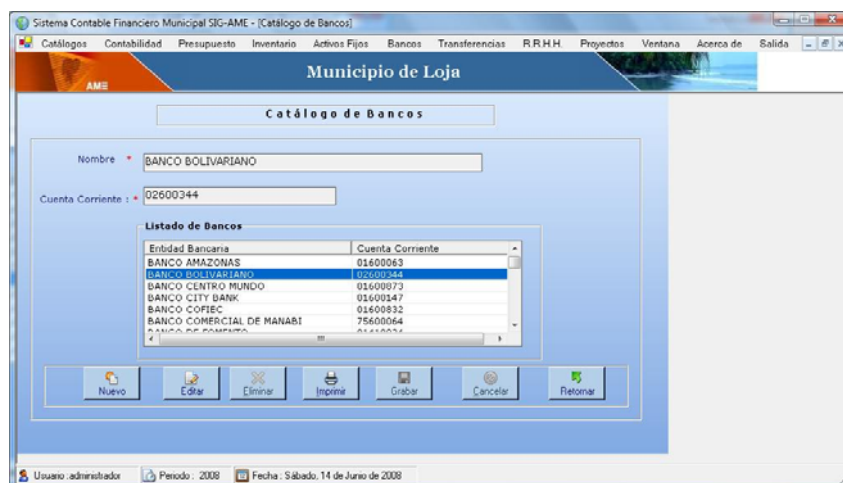 Sistema Contable Financiero Municipal SIG-AME - [Catálogo de Bancos]
Catálogos Contabilidad Presupuesto Inventario Activos Fijos Bancos Transferencias R.R.H.H. Proyectos Ventana Acerca de Salida
AME Municipio de Loja
Catálogo de Bancos
Nombre * BANCO BOLIVARIANO
Cuenta Corriente : * 02600344
Listado de Bancos
Entidad Bancaria Cuenta Corriente
BANCO AMAZONAS 01600063
BANCO BOLIVARIANO 02600344
BANCO CENTRO MUNDO 01600873
BANCO CITY BANK 01600147
BANCO COFIEC 01600832
BANCO COMERCIAL DE MANABI 75600064
BANCO DE FOMENTO
Nuevo Editar Eliminar Imprimir Grabar Cancelar Retornar
Usuario :administrador Periodo : 2008 Fecha : Sábado, 14 de Junio de 2008